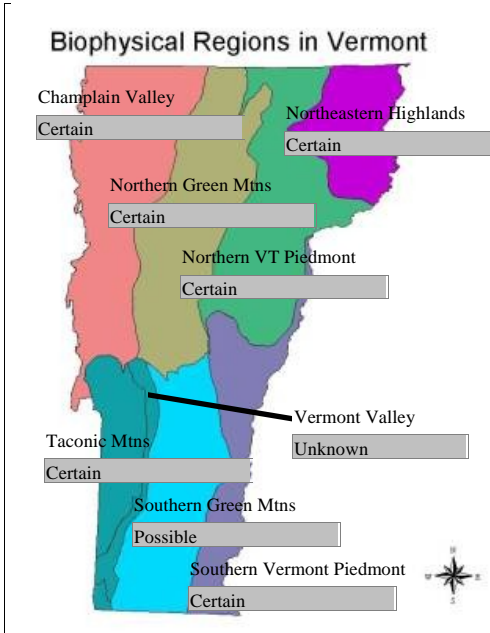 Biophysical Regions in Vermont
Champlain Valley
Certain
Northeastern Highlands
Certain
Northern Green Mtns
Certain
Northern VT Piedmont
Certain
Vermont Valley
Unknown
Taconic Mtns
Certain
Southern Green Mtns
Possible
Southern Vermont Piedmont
Certain
N
W E
S